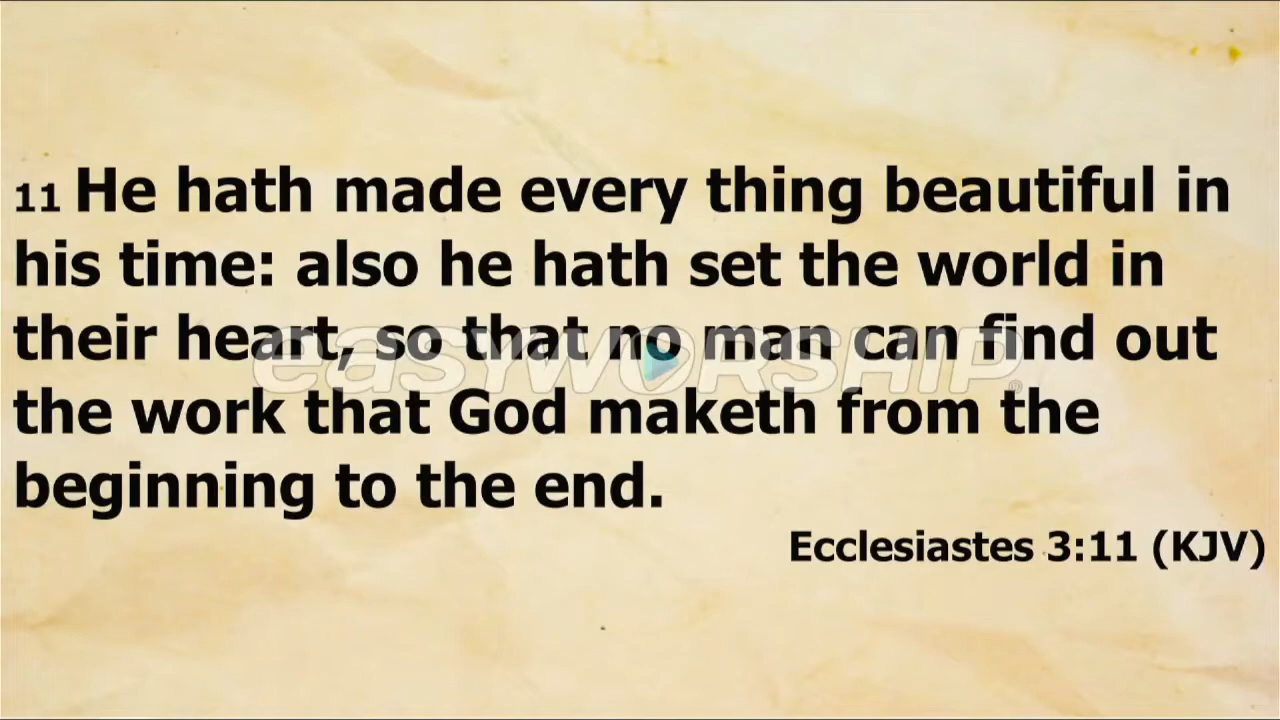 11 He hath made every thing beautiful in
his time: also he hath set the world in
their heart, so that no man can find out
the work that God maketh from the
beginning to the end.
Ecclesiastes 3:11 (KJV)
easyworship®